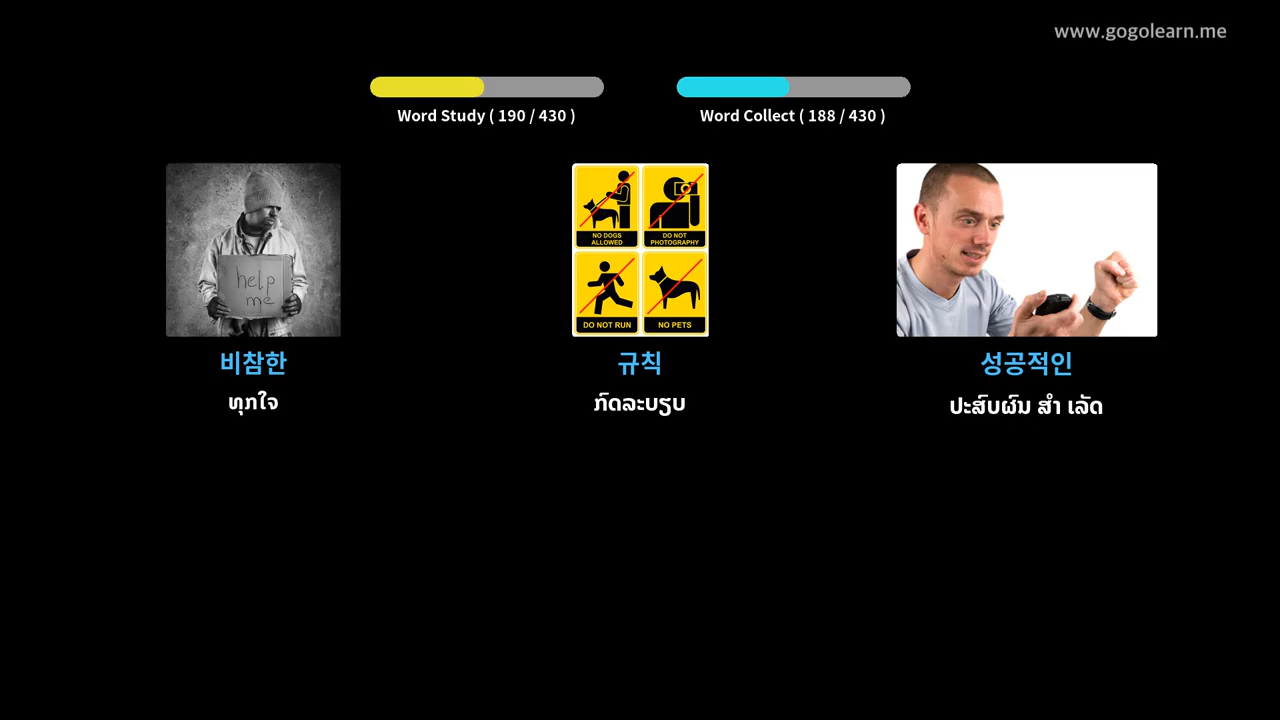 www.gogolearn.me
Word Study ( 190 / 430 )
Word Collect ( 188 / 430 )
help
me
NO DOGS
ALLOWED
DO NOT
PHOTOGRAPHY
DO NOT RUN
NO PETS
비참한
규칙
성공적인
ທຸກໃຈ
ກົດລະບຽບ
ປະສົບຜົນ ສຳ ເລັດ